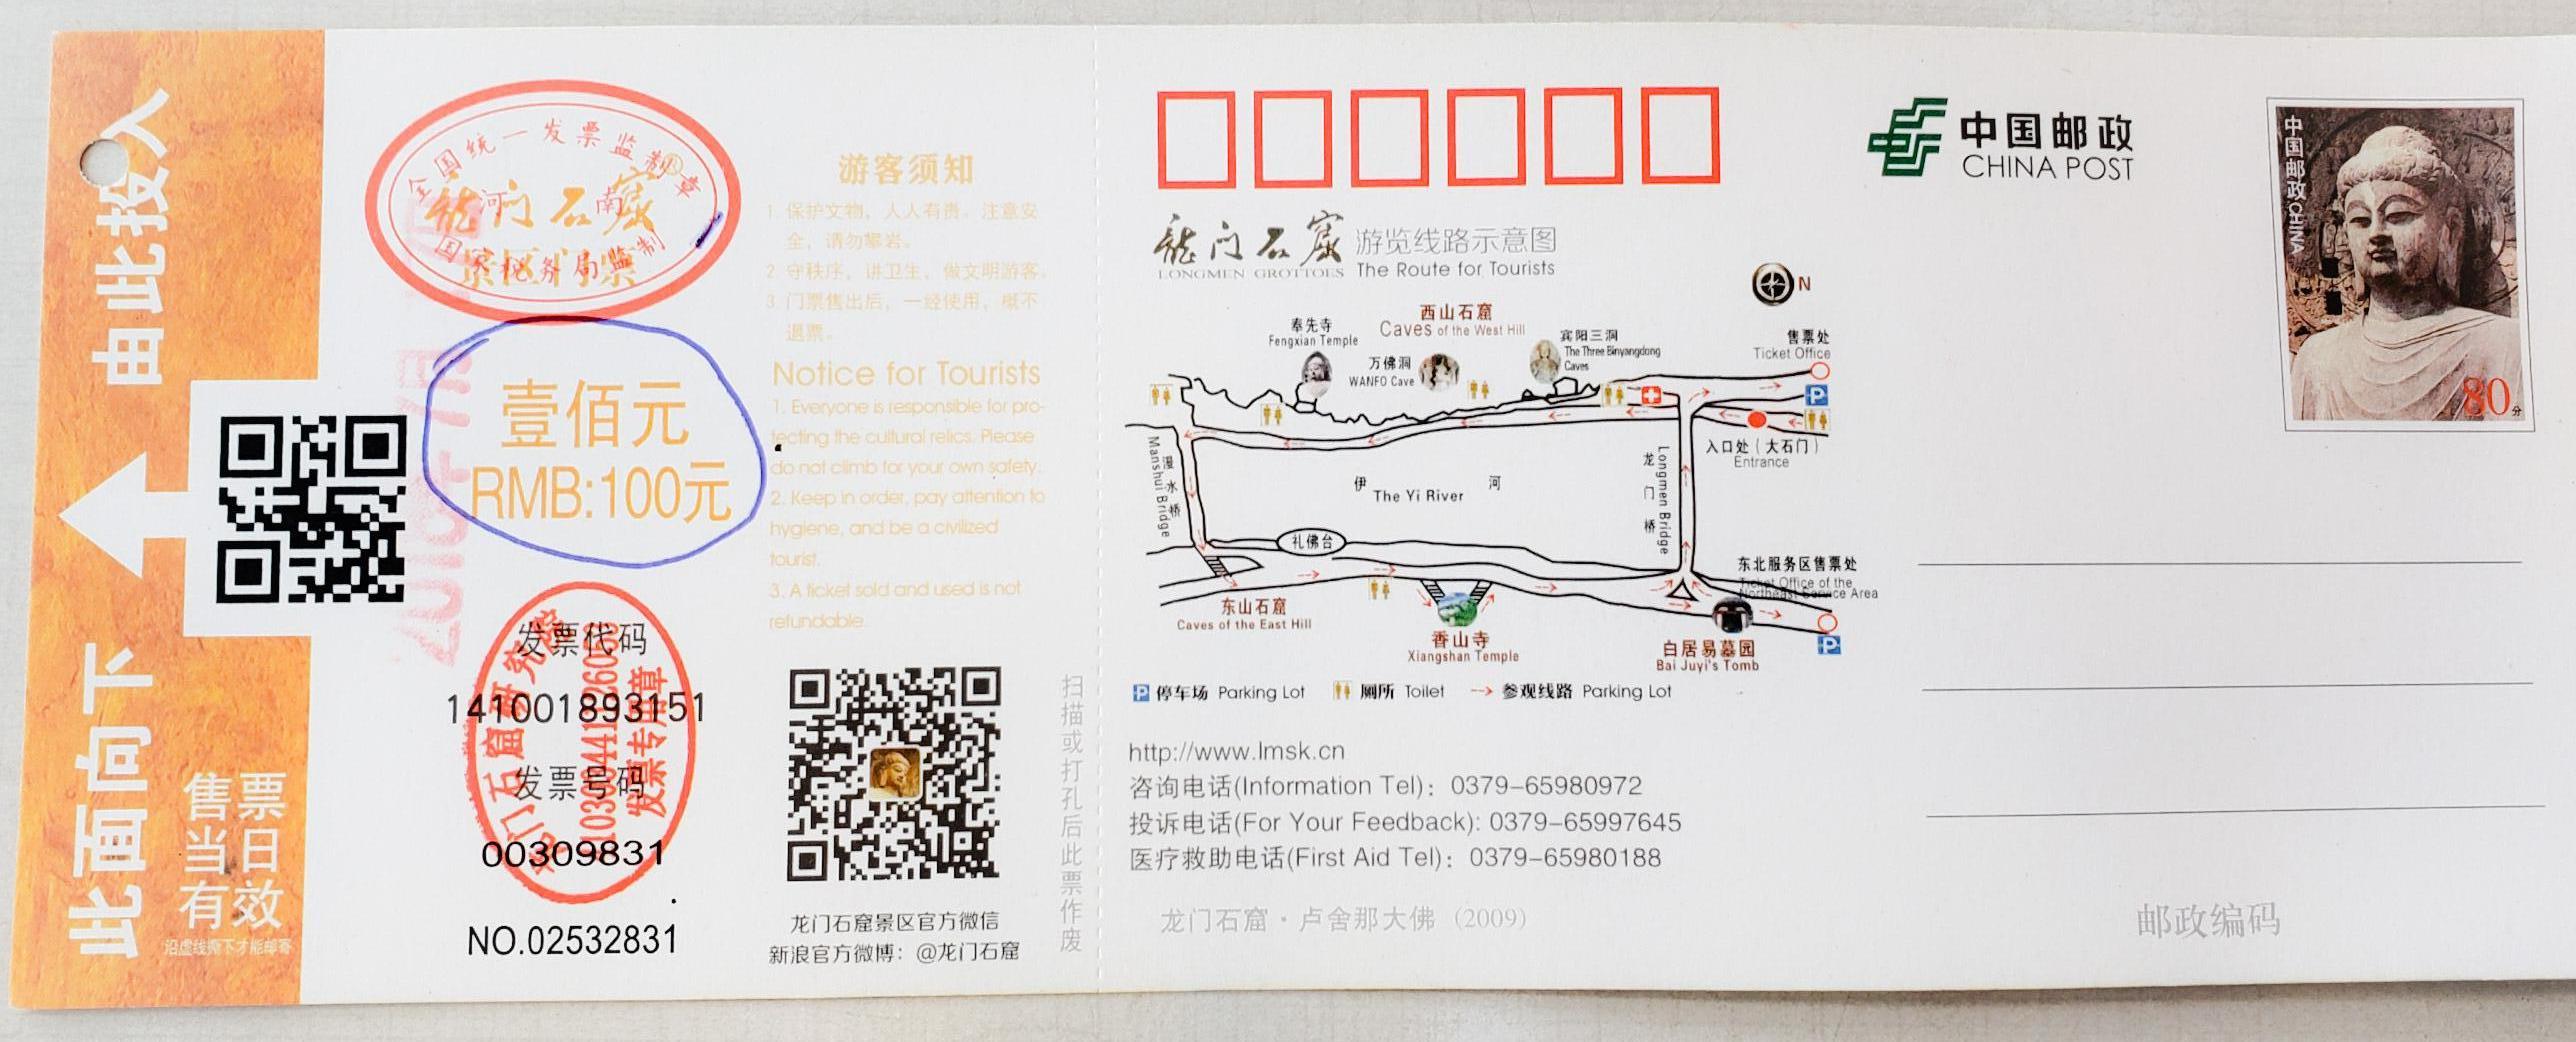 由此投入
此面向下
售票
当日
有效
沿虚线撕下才能邮寄
全国统一发票监制章
河南
国家税务局监制
龍门石窟
景区门票
壹佰元
RMB:100元
发票代码
141001893151
发票号码
00309831
NO.02532831
龙门石窟研究院
发票专用章
游客须知
1. 保护文物，人人有责。注意安
全，请勿攀岩。
2. 守秩序，讲卫生，做文明游客。
3. 门票售出后，一经使用，概不
退票。
Notice for Tourists
1. Everyone is responsible for pro-
tecting the cultural relics. Please
do not climb for your own safety.
2. Keep in order, pay attention to
hygiene, and be a civilized
tourist.
3. A ticket sold and used is not
refundable.
龙门石窟景区官方微信
新浪官方微博：@龙门石窟
扫描或打孔后此票作废
龍门石窟
LONGMEN GROTTOES
游览线路示意图
The Route for Tourists
N
西山石窟
Caves of the West Hill
奉先寺
Fengxian Temple
万佛洞
WANFO Cave
宾阳三洞
The Three Binyangdong
Caves
售票处
Ticket Office
P
入口处（大石门）
Entrance
漫水桥
Manshui Bridge
伊河
The Yi River
龙门桥
Longmen Bridge
礼佛台
东北服务区售票处
Ticket Office of the
Northeast Service Area
东山石窟
Caves of the East Hill
香山寺
Xiangshan Temple
白居易墓园
Bai Juyi's Tomb
P
P 停车场 Parking Lot 厕所 Toilet 参观线路 Parking Lot
http://www.lmsk.cn
咨询电话(Information Tel)：0379-65980972
投诉电话(For Your Feedback): 0379-65997645
医疗救助电话(First Aid Tel)：0379-65980188
龙门石窟·卢舍那大佛（2009）
中国邮政
CHINA POST
中国邮政CHINA
80分
邮政编码